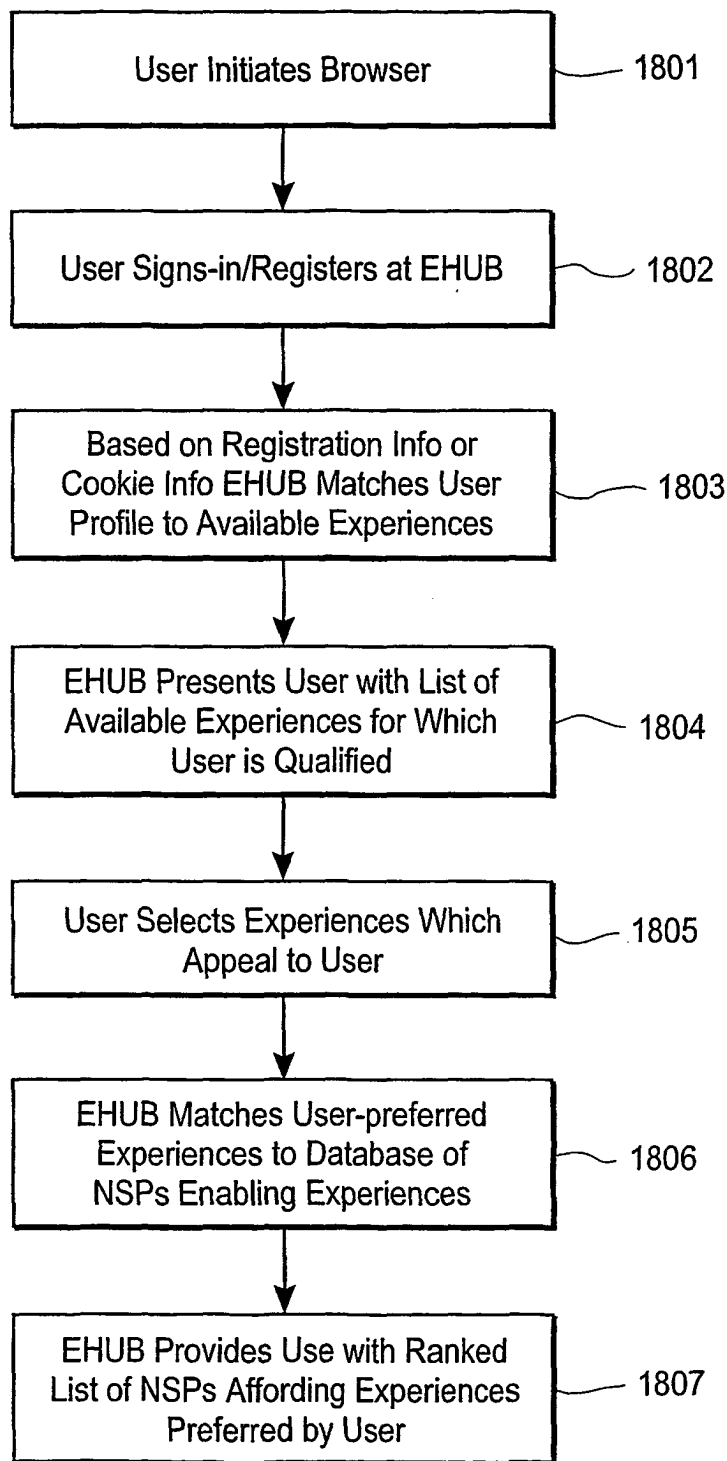 User Initiates Browser
1801
User Signs-in/Registers at EHUB
1802
Based on Registration Info or
Cookie Info EHUB Matches User
Profile to Available Experiences
1803
EHUB Presents User with List of
Available Experiences for Which
User is Qualified
1804
User Selects Experiences Which
Appeal to User
1805
EHUB Matches User-preferred
Experiences to Database of
NSPs Enabling Experiences
1806
EHUB Provides Use with Ranked
List of NSPs Affording Experiences
Preferred by User
1807